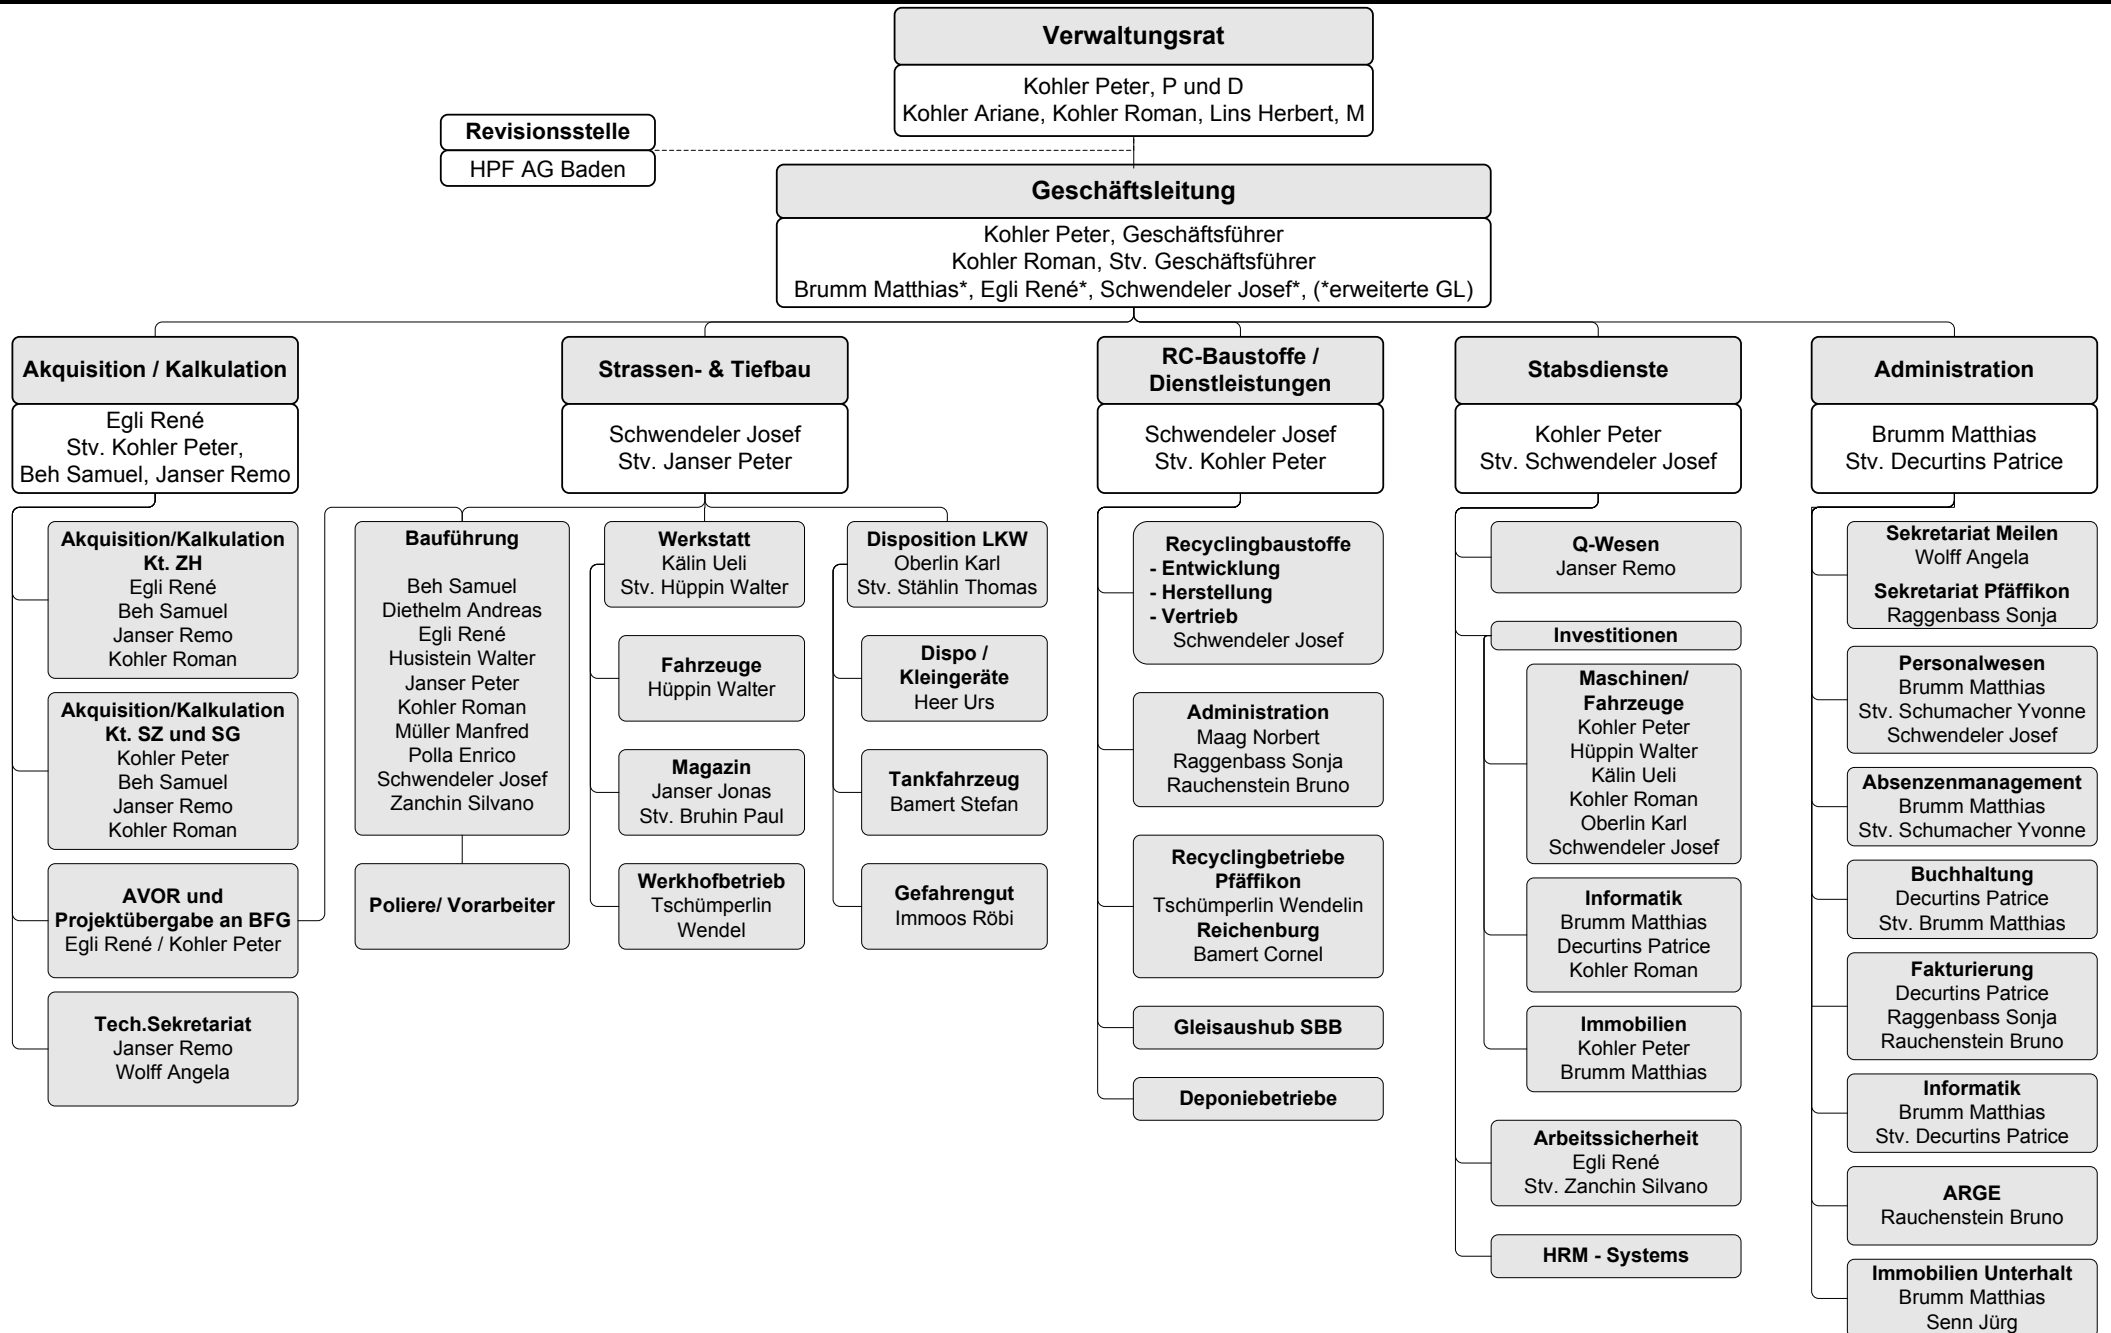 Verwaltungsrat
Kohler Peter, P und D
Kohler Ariane, Kohler Roman, Lins Herbert, M
Revisionsstelle
HPF AG Baden
Geschäftsleitung
Kohler Peter, Geschäftsführer
Kohler Roman, Stv. Geschäftsführer
Brumm Matthias*, Egli René*, Schwendeler Josef*, (*erweiterte GL)
Akquisition / Kalkulation
Egli René
Stv. Kohler Peter,
Beh Samuel, Janser Remo
Akquisition/Kalkulation
Kt. ZH
Egli René
Beh Samuel
Janser Remo
Kohler Roman
Akquisition/Kalkulation
Kt. SZ und SG
Kohler Peter
Beh Samuel
Janser Remo
Kohler Roman
AVOR und
Projektübergabe an BFG
Egli René / Kohler Peter
Tech.Sekretariat
Janser Remo
Wolff Angela
Strassen- & Tiefbau
Schwendeler Josef
Stv. Janser Peter
Bauführung
Beh Samuel
Diethelm Andreas
Egli René
Husistein Walter
Janser Peter
Kohler Roman
Müller Manfred
Polla Enrico
Schwendeler Josef
Zanchin Silvano
Poliere/ Vorarbeiter
Werkstatt
Kälin Ueli
Stv. Hüppin Walter
Fahrzeuge
Hüppin Walter
Magazin
Janser Jonas
Stv. Bruhin Paul
Werkhofbetrieb
Tschümperlin
Wendel
Disposition LKW
Oberlin Karl
Stv. Stählin Thomas
Dispo /
Kleingeräte
Heer Urs
Tankfahrzeug
Bamert Stefan
Gefahrengut
Immoos Röbi
RC-Baustoffe /
Dienstleistungen
Schwendeler Josef
Stv. Kohler Peter
Recyclingbaustoffe
- Entwicklung
- Herstellung
- Vertrieb
Schwendeler Josef
Administration
Maag Norbert
Raggenbass Sonja
Rauchenstein Bruno
Recyclingbetriebe
Pfäffikon
Tschümperlin Wendelin
Reichenburg
Bamert Cornel
Gleisaushub SBB
Deponiebetriebe
Stabsdienste
Kohler Peter
Stv. Schwendeler Josef
Q-Wesen
Janser Remo
Investitionen
Maschinen/
Fahrzeuge
Kohler Peter
Hüppin Walter
Kälin Ueli
Kohler Roman
Oberlin Karl
Schwendeler Josef
Informatik
Brumm Matthias
Decurtins Patrice
Kohler Roman
Immobilien
Kohler Peter
Brumm Matthias
Arbeitssicherheit
Egli René
Stv. Zanchin Silvano
HRM - Systems
Administration
Brumm Matthias
Stv. Decurtins Patrice
Sekretariat Meilen
Wolff Angela
Sekretariat Pfäffikon
Raggenbass Sonja
Personalwesen
Brumm Matthias
Stv. Schumacher Yvonne
Schwendeler Josef
Absenzenmanagement
Brumm Matthias
Stv. Schumacher Yvonne
Buchhaltung
Decurtins Patrice
Stv. Brumm Matthias
Fakturierung
Decurtins Patrice
Raggenbass Sonja
Rauchenstein Bruno
Informatik
Brumm Matthias
Stv. Decurtins Patrice
ARGE
Rauchenstein Bruno
Immobilien Unterhalt
Brumm Matthias
Senn Jürg